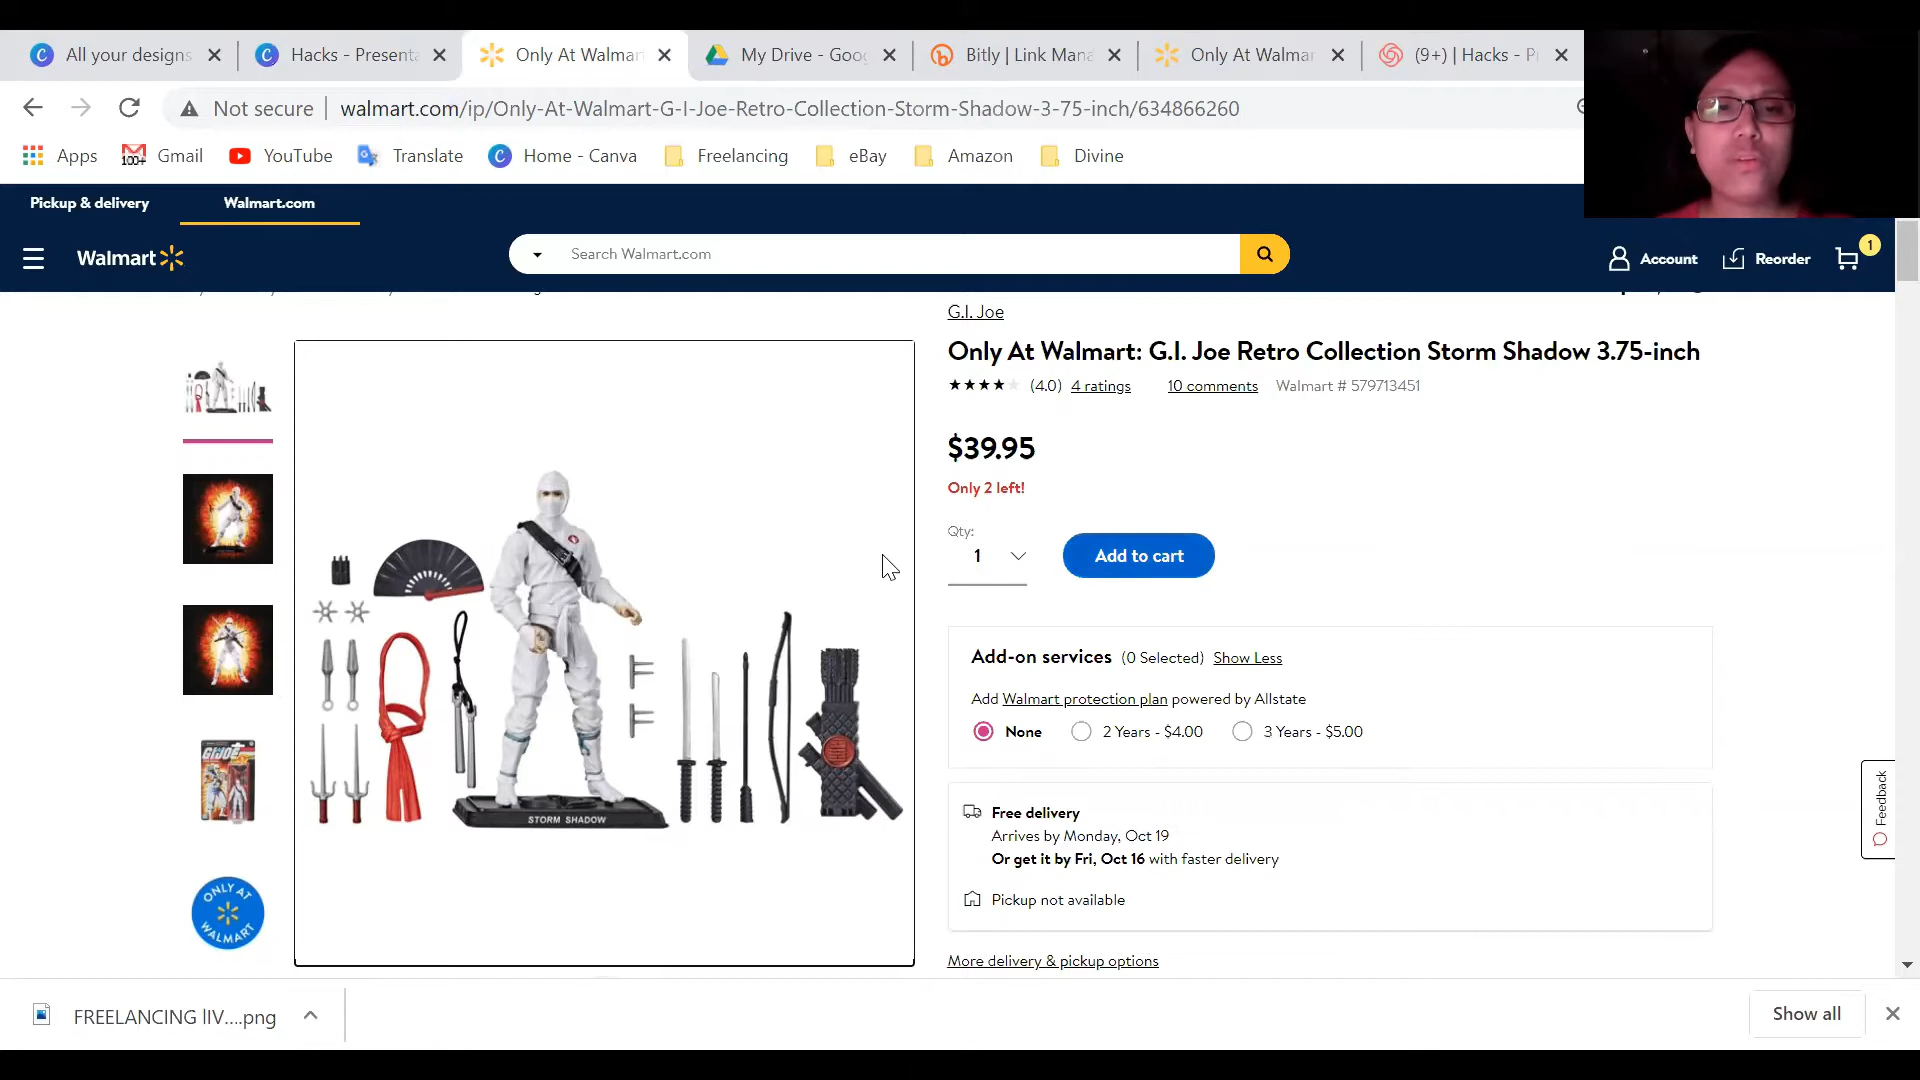 All your designs
Hacks - Presenta
Only At Walmar
My Drive - Goog
Bitly | Link Mana
Only At Walmar
(9+) | Hacks - Pr
Not secure
walmart.com/ip/Only-At-Walmart-G-I-Joe-Retro-Collection-Storm-Shadow-3-75-inch/634866260
Apps
100+
Gmail
YouTube
Translate
Home - Canva
Freelancing
eBay
Amazon
Divine
Pickup & delivery
Walmart.com
Walmart
Search Walmart.com
Account
Reorder
1
G.I. Joe
Only At Walmart: G.I. Joe Retro Collection Storm Shadow 3.75-inch
(4.0) 4 ratings 10 comments Walmart # 579713451
$39.95
Only 2 left!
Qty:
1
Add to cart
Add-on services (0 Selected) Show Less
Add Walmart protection plan powered by Allstate
None 2 Years - $4.00 3 Years - $5.00
Free delivery
Arrives by Monday, Oct 19
Or get it by Fri, Oct 16 with faster delivery
Pickup not available
More delivery & pickup options
Feedback
STORM SHADOW
GI JOE
ONLY AT
WALMART
FREELANCING lIV....png
Show all